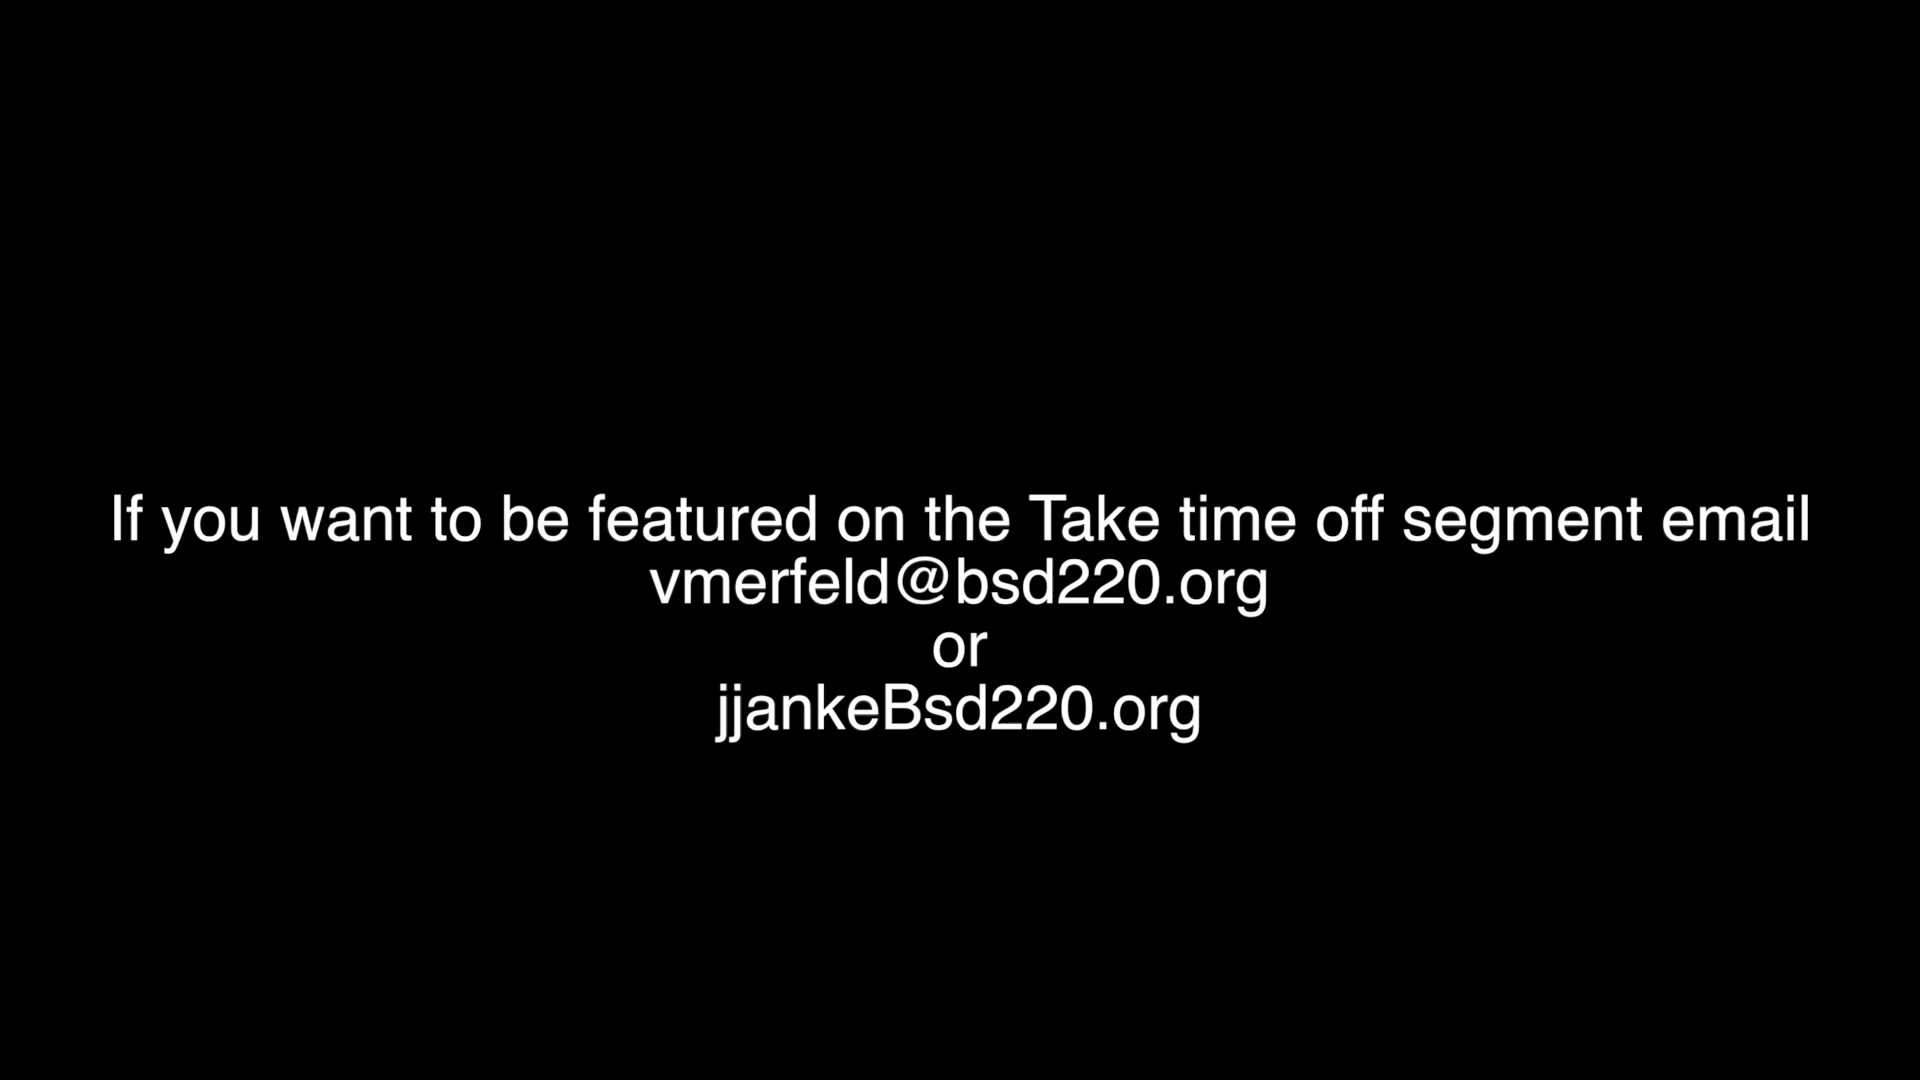 If you want to be featured on the Take time off segment email
vmerfeld@bsd220.org
or
jjankeBsd220.org